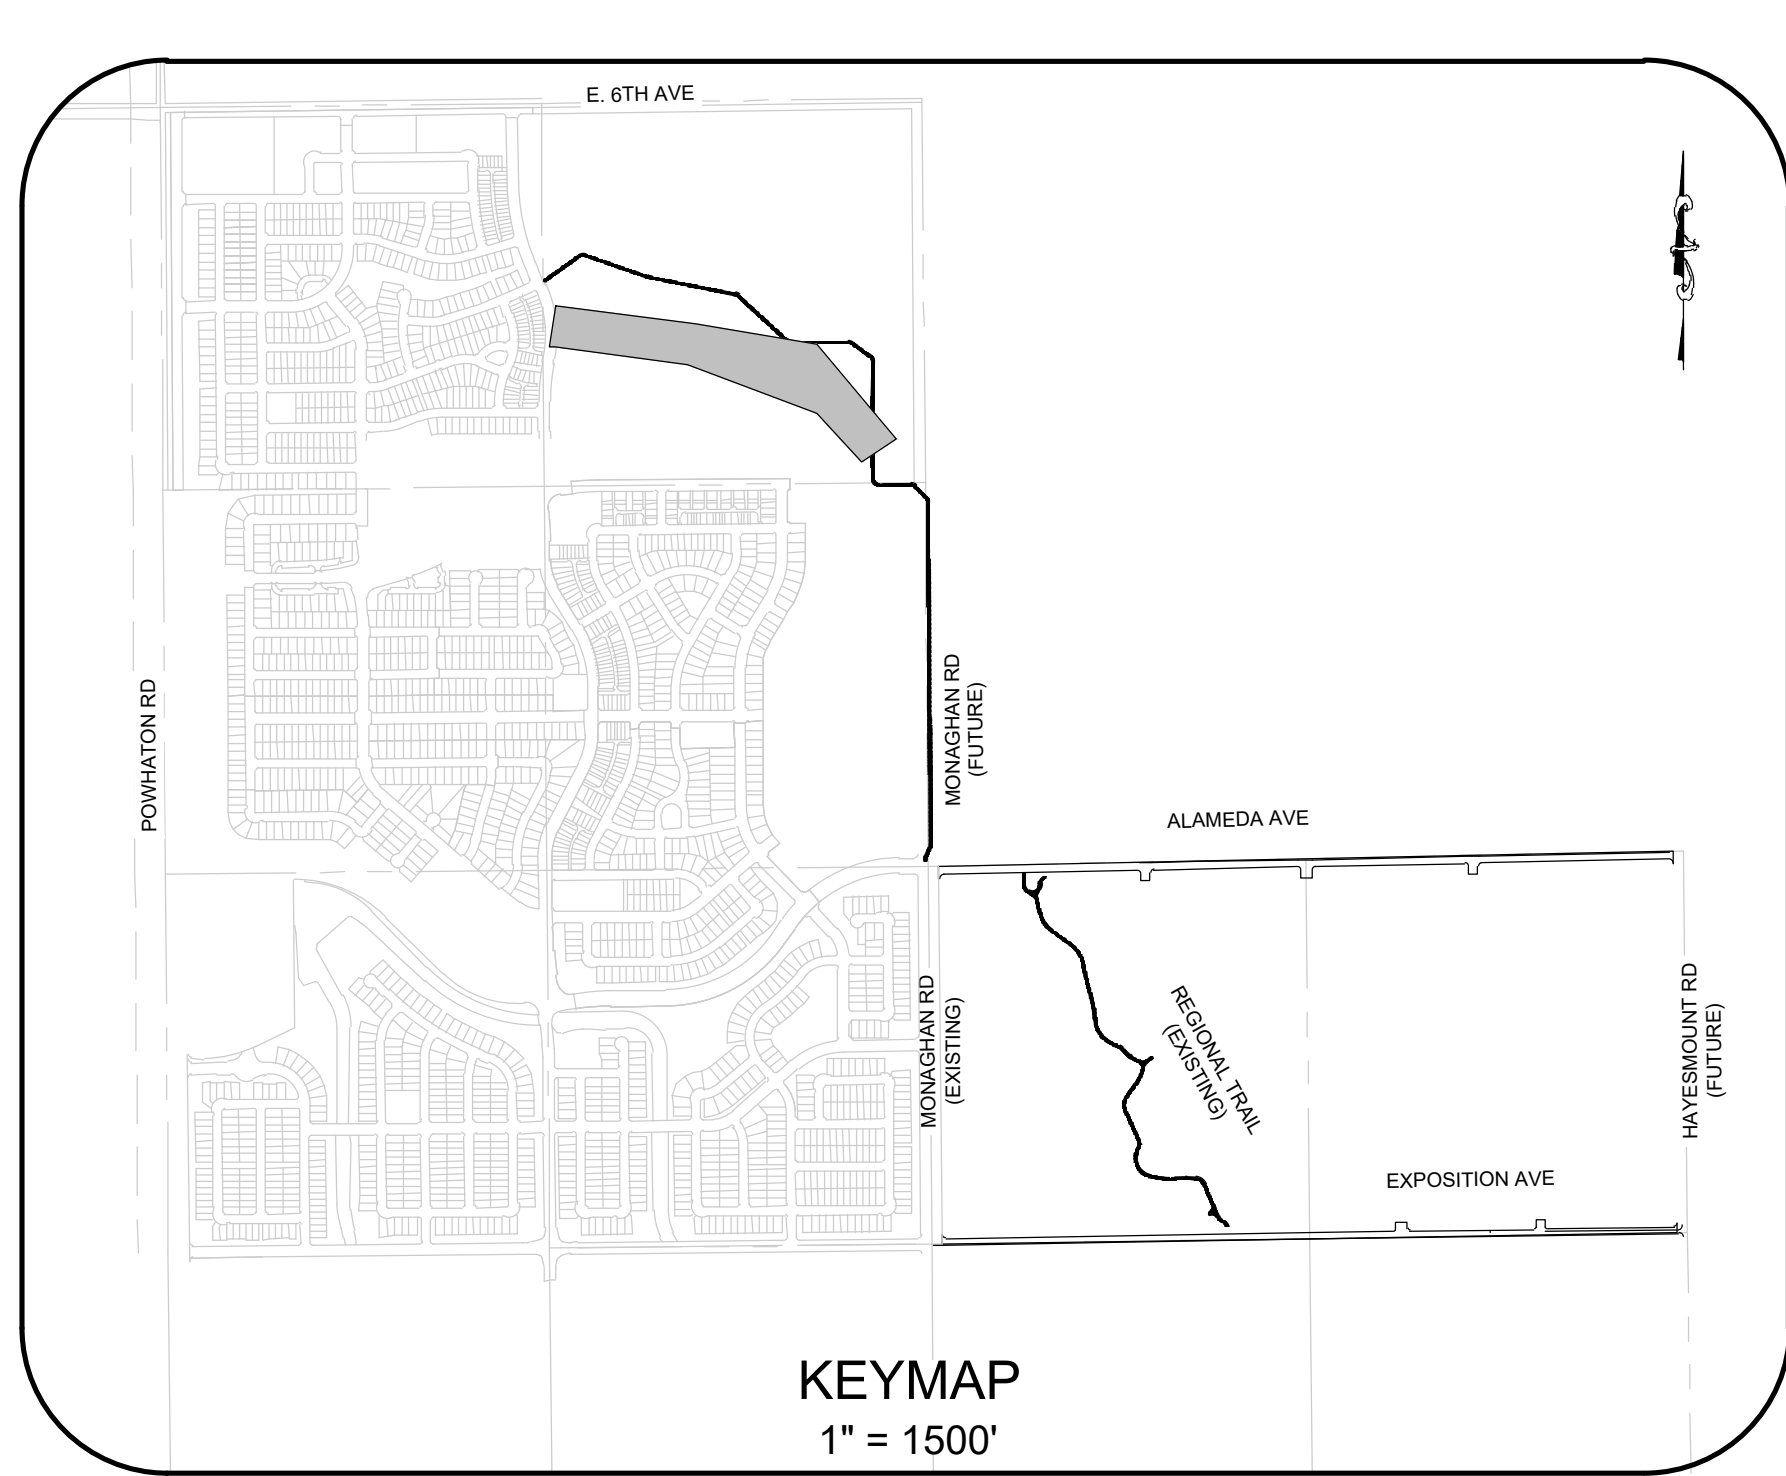 E. 6TH AVE
POWHATON RD
MONAGHAN RD
(FUTURE)
ALAMEDA AVE
MONAGHAN RD
(EXISTING)
REGIONAL TRAIL
(EXISTING)
HAYESMOUNT RD
(FUTURE)
EXPOSITION AVE
KEYMAP
1" = 1500'